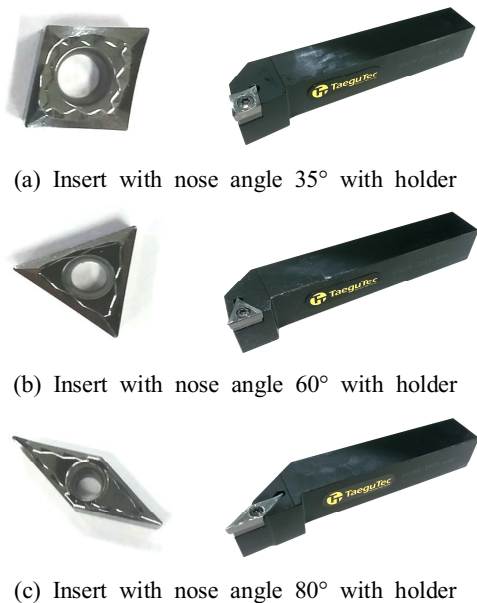 TaeguTec
(a) Insert with nose angle 35° with holder
TaeguTec
(b) Insert with nose angle 60° with holder
TaeguTec
(c) Insert with nose angle 80° with holder